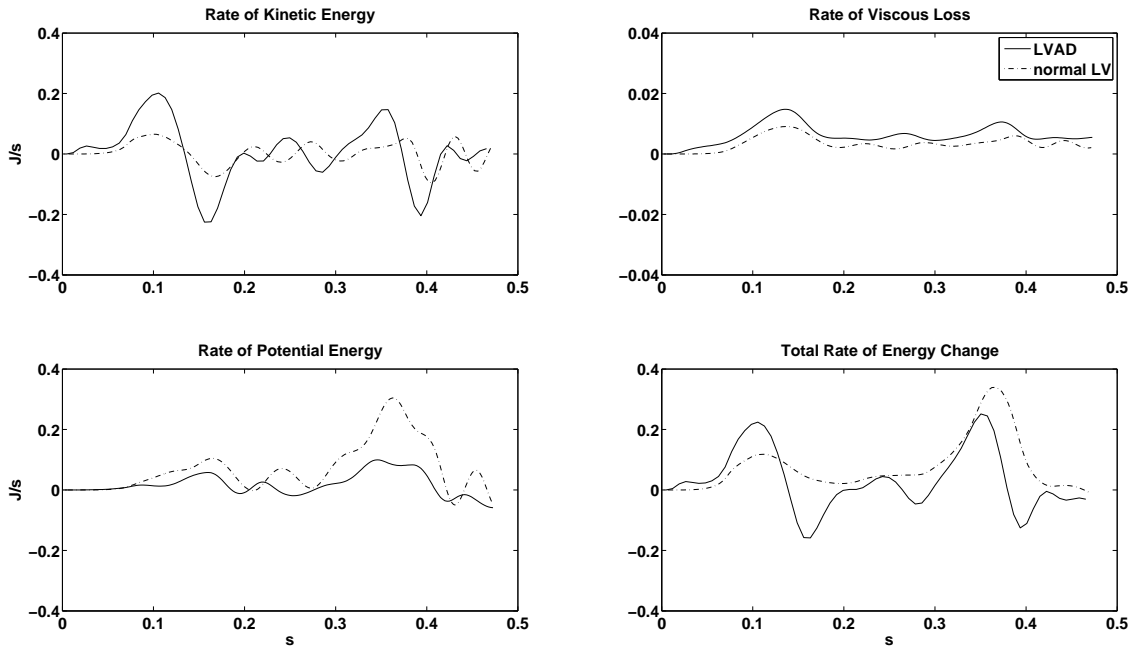 Rate of Kinetic Energy
0.4
0.2
0
−0.2
−0.4
J/s
0 0.1 0.2 0.3 0.4 0.5
Rate of Viscous Loss
LVAD
normal LV
0.04
0.02
0
−0.02
−0.04
0 0.1 0.2 0.3 0.4 0.5
Rate of Potential Energy
0.4
0.2
0
−0.2
−0.4
J/s
0 0.1 0.2 0.3 0.4 0.5
s
Total Rate of Energy Change
0.4
0.2
0
−0.2
−0.4
0 0.1 0.2 0.3 0.4 0.5
s